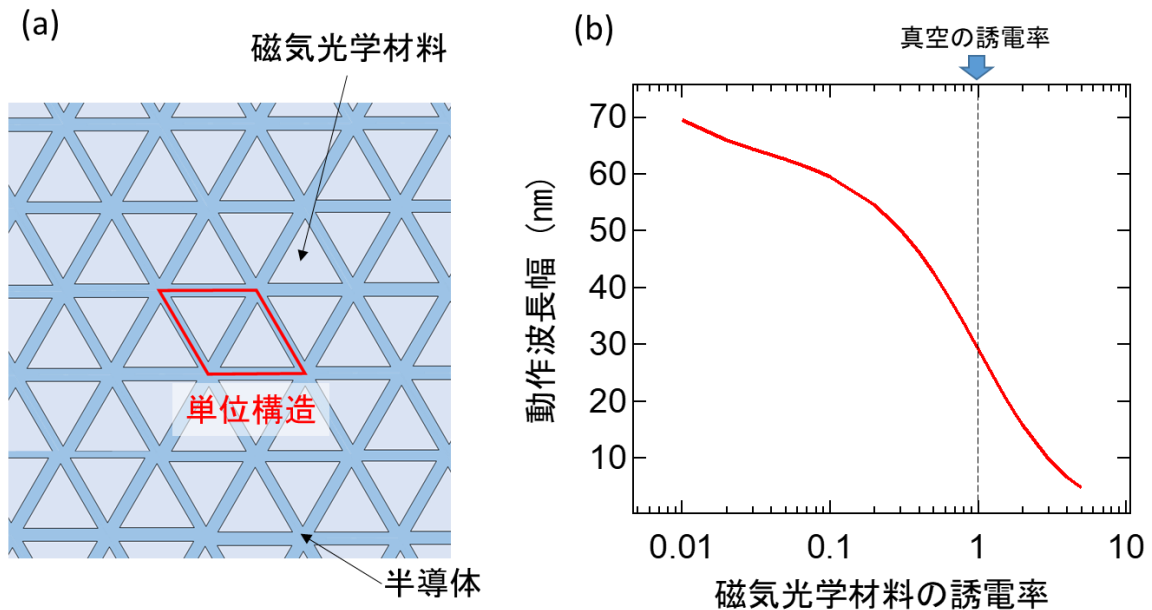 (a)
磁気光学材料
単位構造
半導体
(b)
真空の誘電率
動作波長幅 (nm)
70
60
50
40
30
20
10
0.01 0.1 1 10
磁気光学材料の誘電率